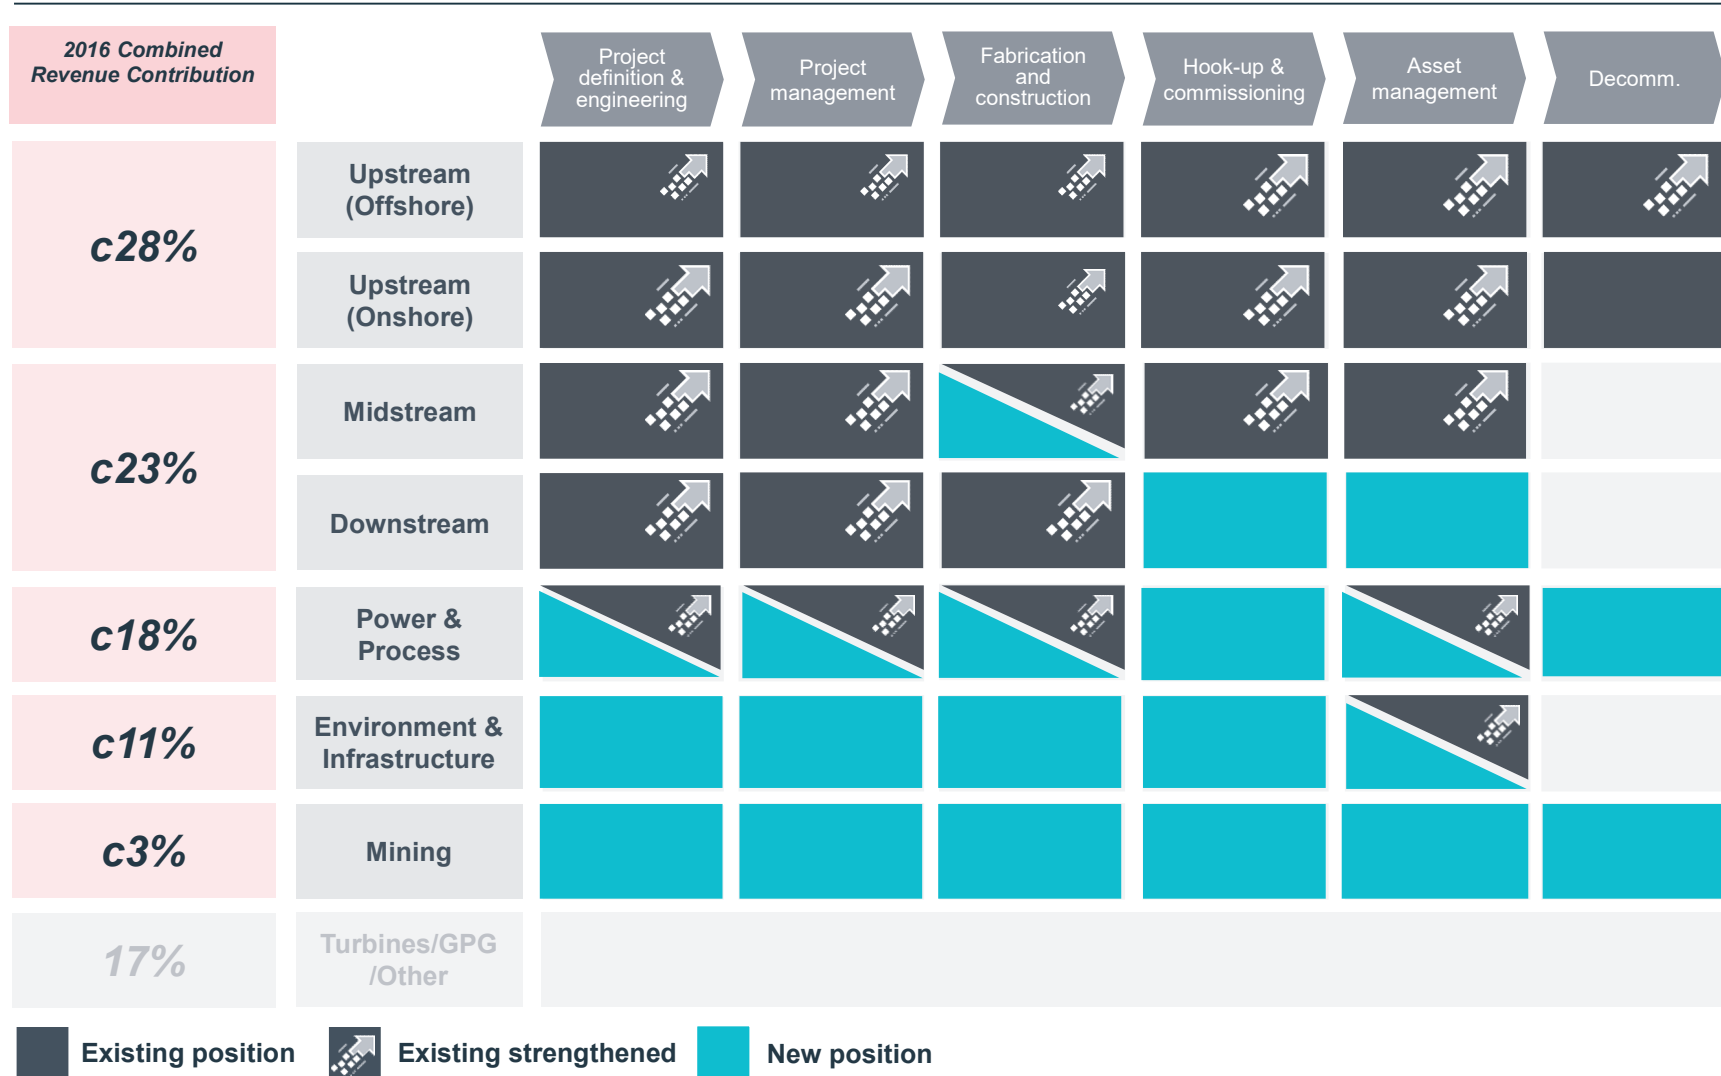 2016 Combined
Revenue Contribution
Project
definition &
engineering
Project
management
Fabrication
and
construction
Hook-up &
commissioning
Asset
management
Decomm.
c28%
Upstream
(Offshore)
Upstream
(Onshore)
c23%
Midstream
Downstream
c18%
Power &
Process
c11%
Environment &
Infrastructure
c3%
Mining
17%
Turbines/GPG
/Other
Existing position
Existing strengthened
New position